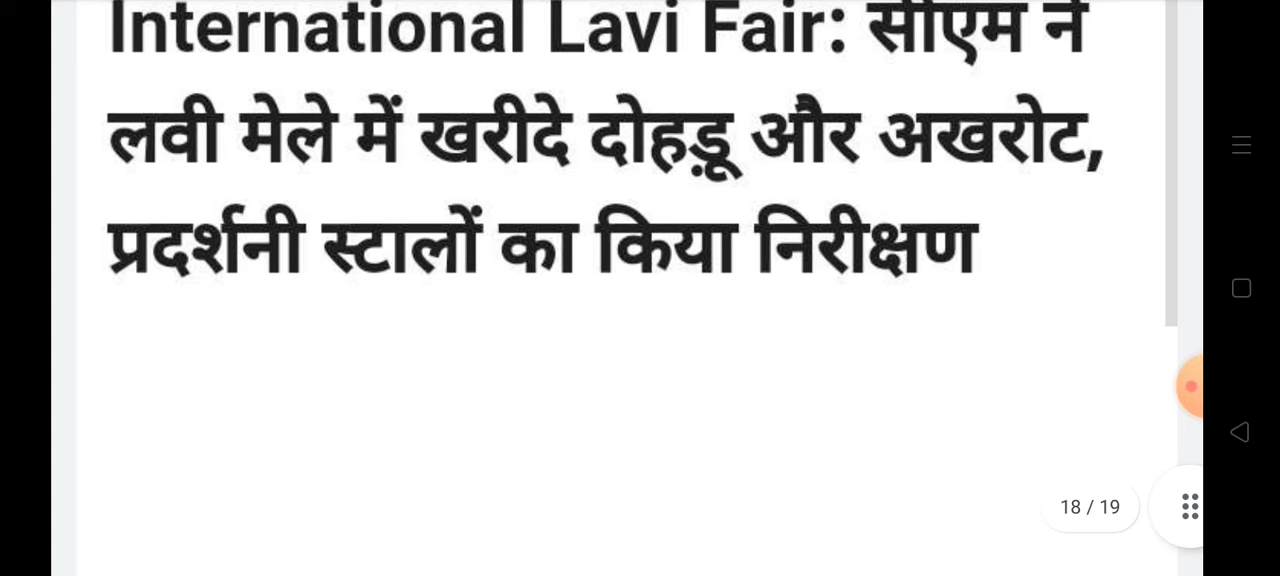 International Lavi Fair: सीएम ने
लवी मेले में खरीदे दोहड़ू और अखरोट,
प्रदर्शनी स्टालों का किया निरीक्षण
18 / 19